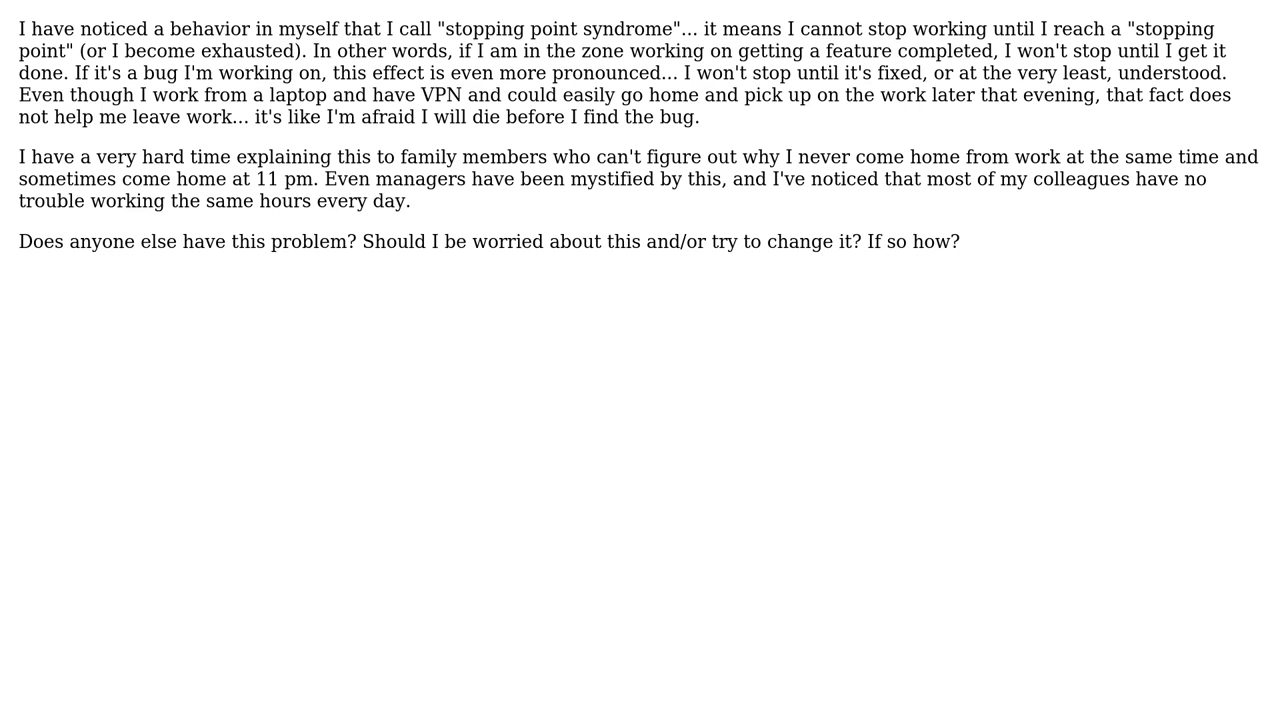 I have noticed a behavior in myself that I call "stopping point syndrome"... it means I cannot stop working until I reach a "stopping
point" (or I become exhausted). In other words, if I am in the zone working on getting a feature completed, I won't stop until I get it
done. If it's a bug I'm working on, this effect is even more pronounced... I won't stop until it's fixed, or at the very least, understood.
Even though I work from a laptop and have VPN and could easily go home and pick up on the work later that evening, that fact does
not help me leave work... it's like I'm afraid I will die before I find the bug.
I have a very hard time explaining this to family members who can't figure out why I never come home from work at the same time and
sometimes come home at 11 pm. Even managers have been mystified by this, and I've noticed that most of my colleagues have no
trouble working the same hours every day.
Does anyone else have this problem? Should I be worried about this and/or try to change it? If so how?